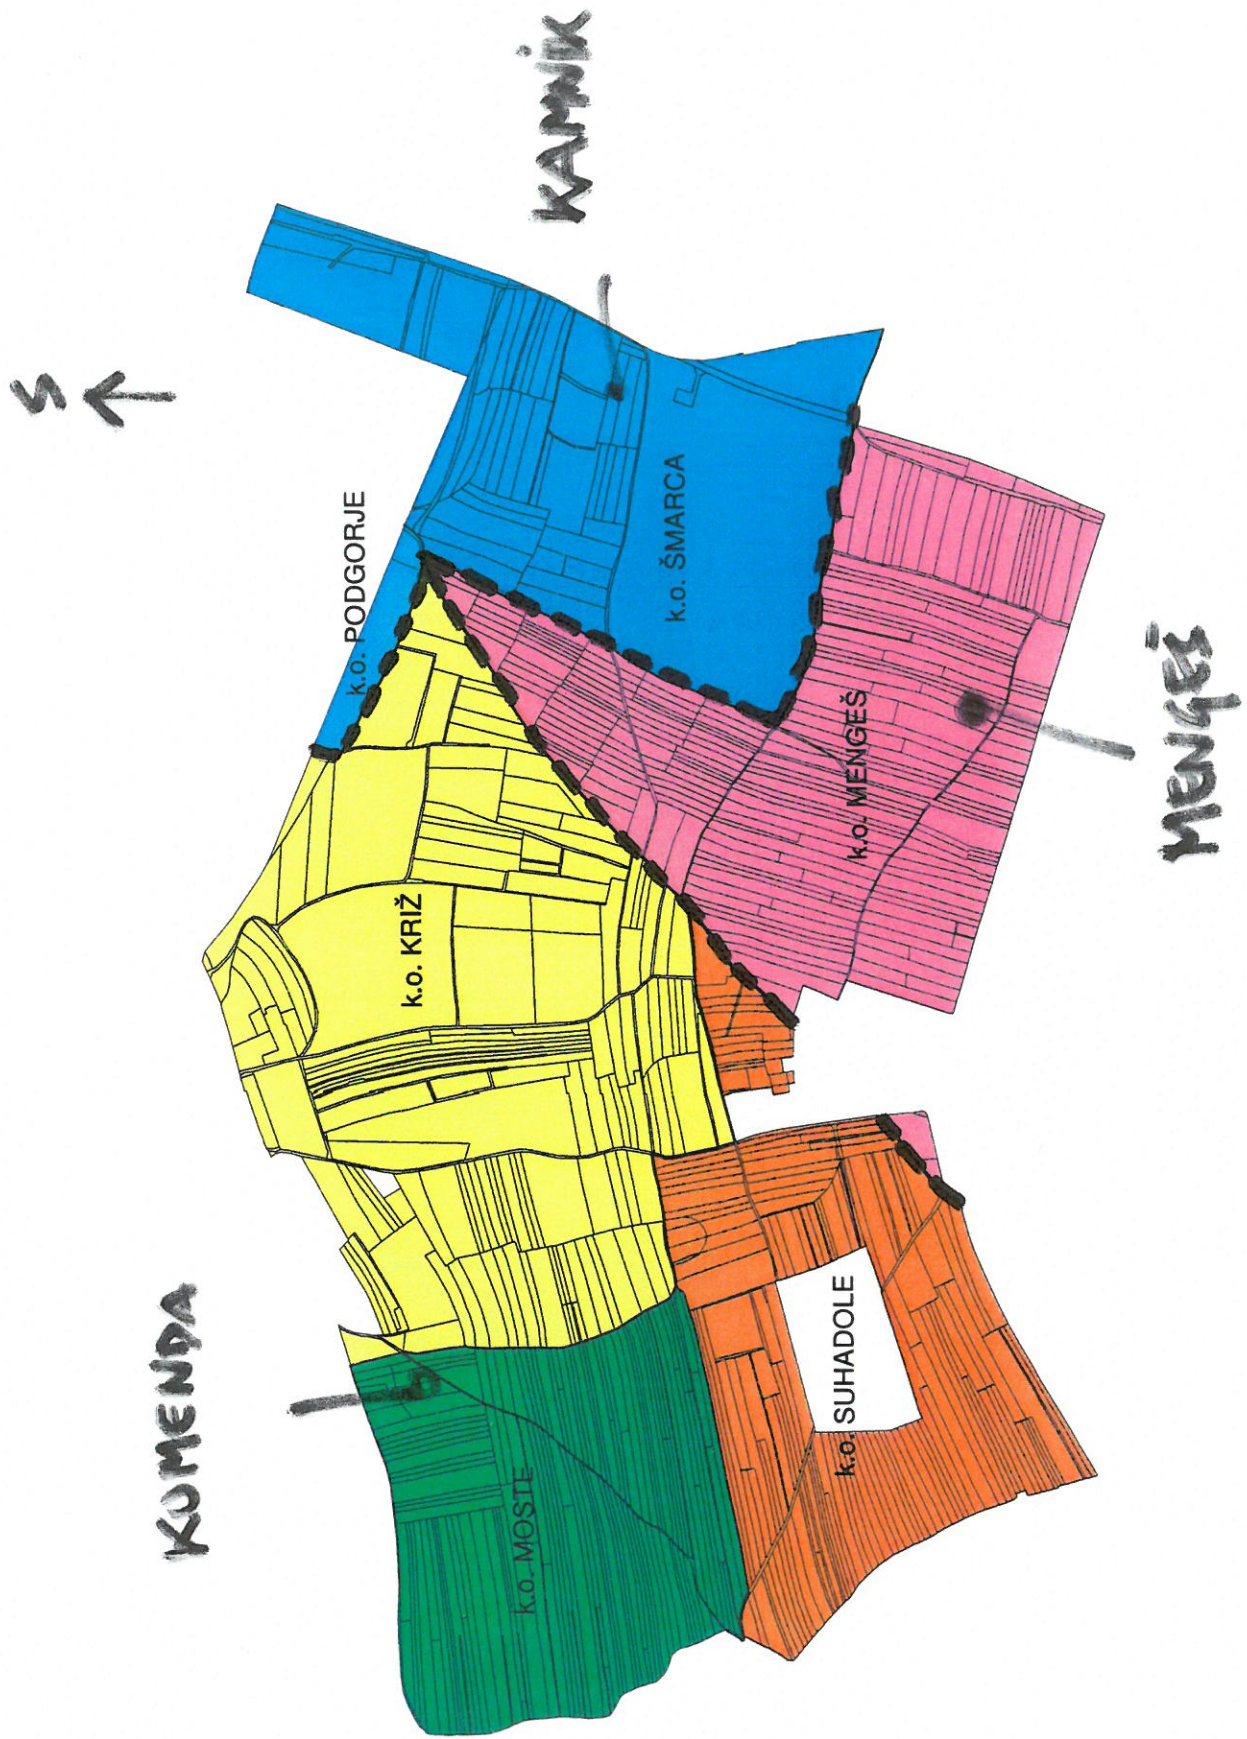 KAMNIK
S
k.o. PODGORJE
k.o. ŠMARCA
k.o. MENGEŠ
MENGEŠ
k.o. KRIŽ
KOMENDA
k.o. SUHADOLE
k.o. MOSTE